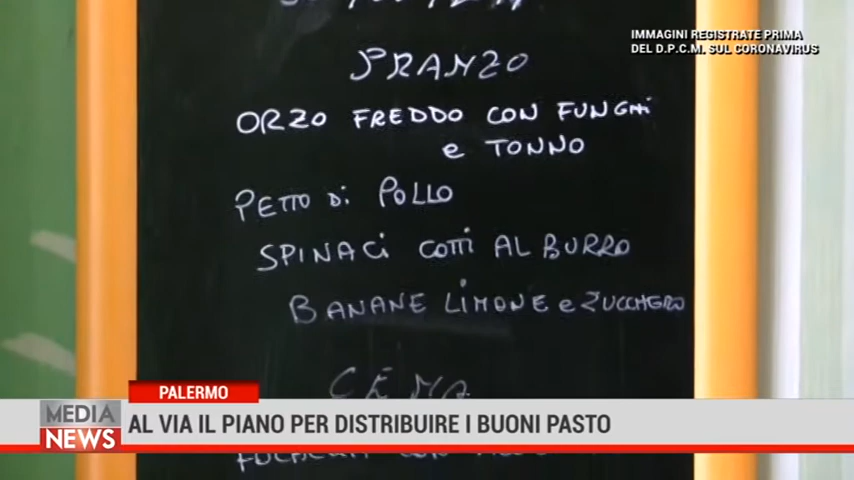 IMMAGINI REGISTRATE PRIMA
DEL D.P.C.M. SUL CORONAVIRUS
PRANZO
ORZO FREDDO CON FUNGHI
e TONNO
PETTO Di POLLO
SPINACi COTTi AL BURRO
BANANE LiMONE e ZUCCHERO
CENA
PALERMO
MEDIA
NEWS
AL VIA IL PIANO PER DISTRIBUIRE I BUONI PASTO